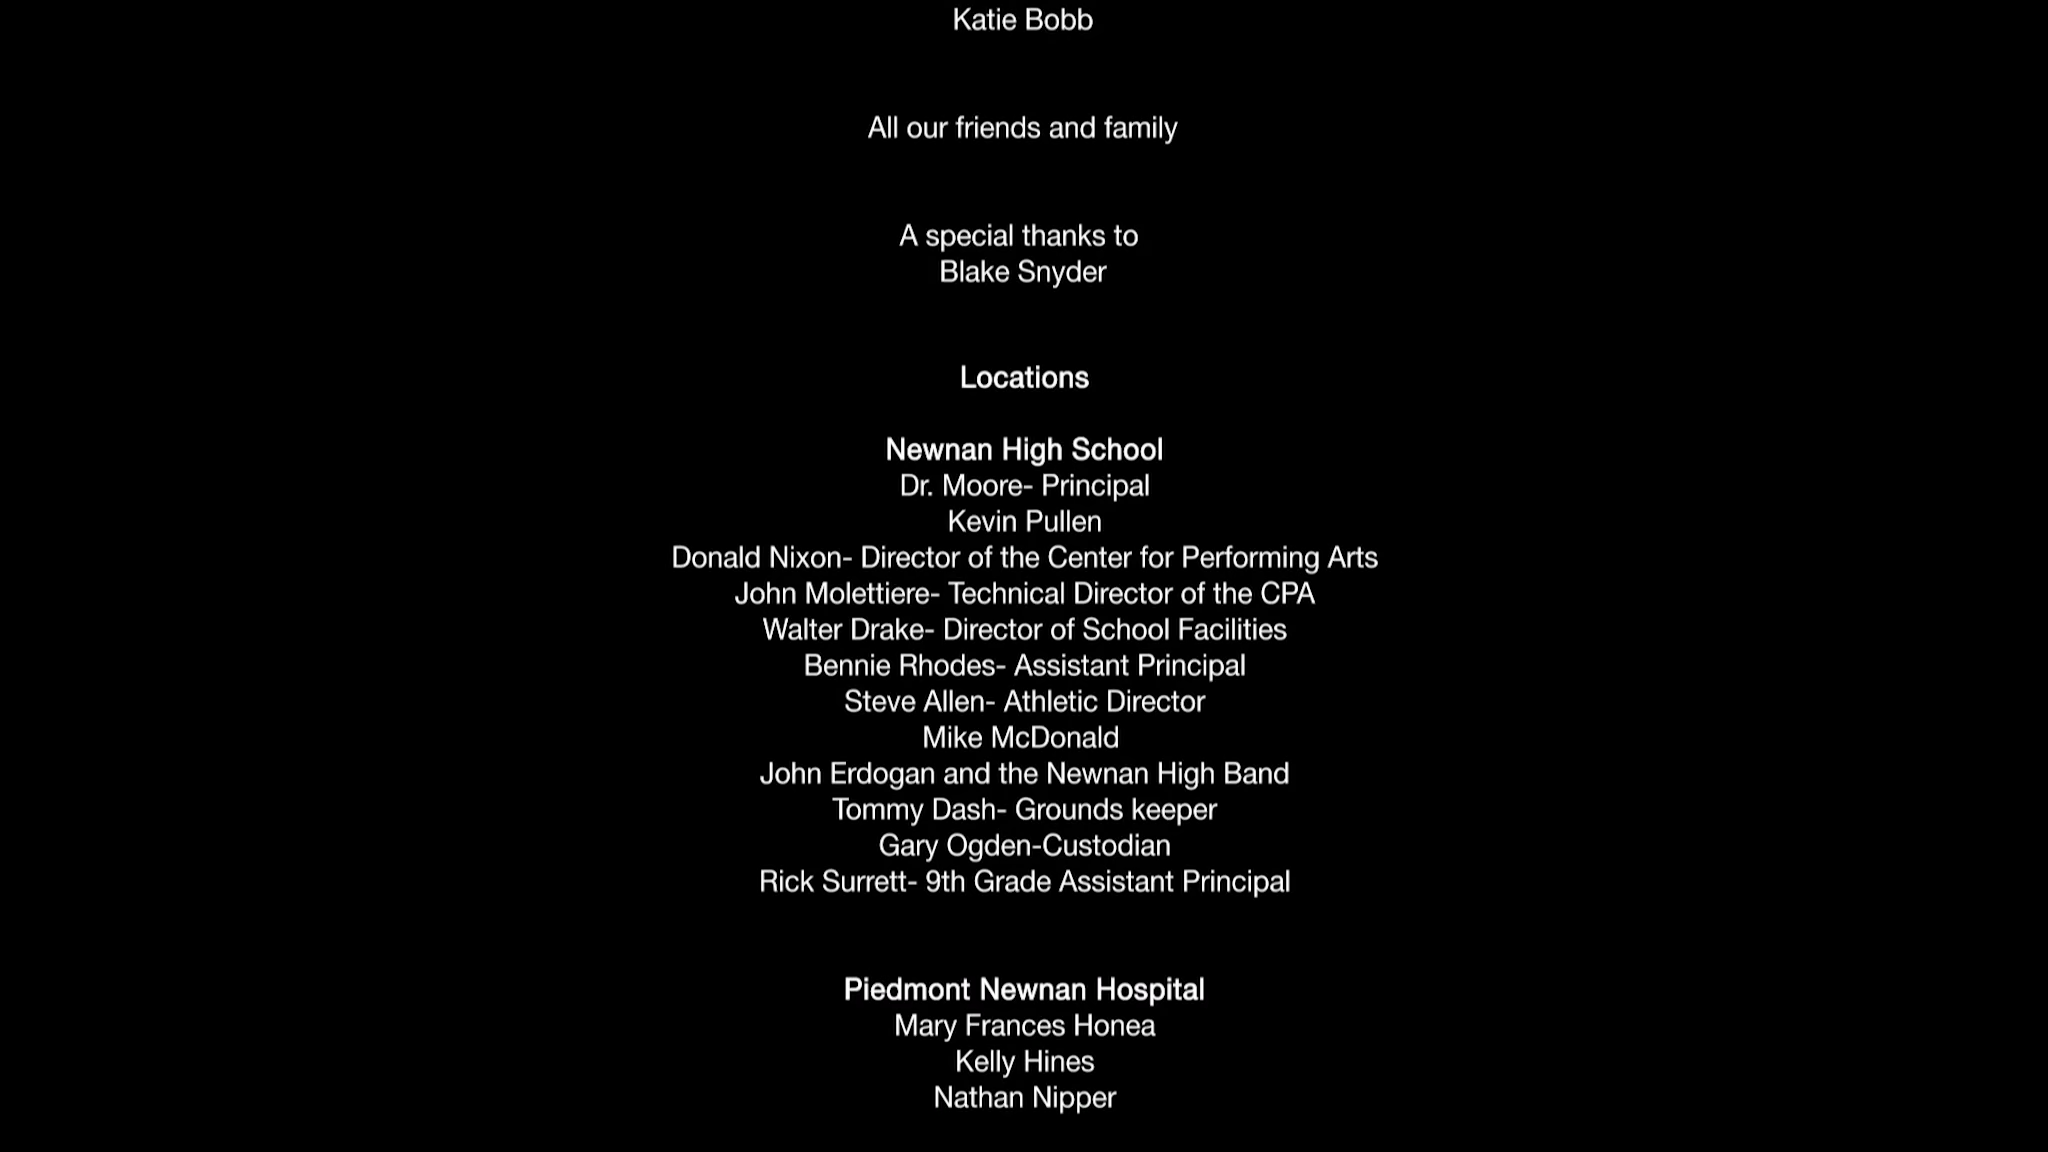 Katie Bobb
All our friends and family
A special thanks to
Blake Snyder
Locations
Newnan High School
Dr. Moore- Principal
Kevin Pullen
Donald Nixon- Director of the Center for Performing Arts
John Molettiere- Technical Director of the CPA
Walter Drake- Director of School Facilities
Bennie Rhodes- Assistant Principal
Steve Allen- Athletic Director
Mike McDonald
John Erdogan and the Newnan High Band
Tommy Dash- Grounds keeper
Gary Ogden-Custodian
Rick Surrett- 9th Grade Assistant Principal
Piedmont Newnan Hospital
Mary Frances Honea
Kelly Hines
Nathan Nipper